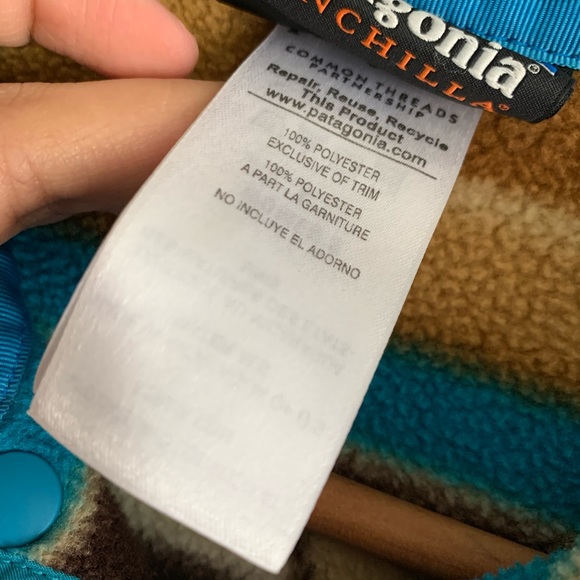 agonia®
NCHILLA®
COMMON THREADS
PARTNERSHIP
Repair, Reuse, Recycle
This Product
www.patagonia.com
100% POLYESTER
EXCLUSIVE OF TRIM
100% POLYESTER
A PART LA GARNITURE
NO INCLUYE EL ADORNO